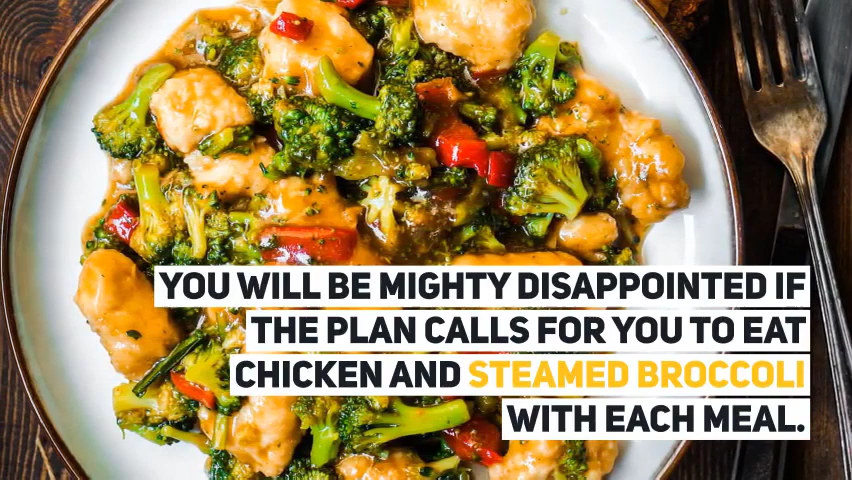 YOU WILL BE MIGHTY DISAPPOINTED IF
THE PLAN CALLS FOR YOU TO EAT
CHICKEN AND STEAMED BROCCOLI
WITH EACH MEAL.